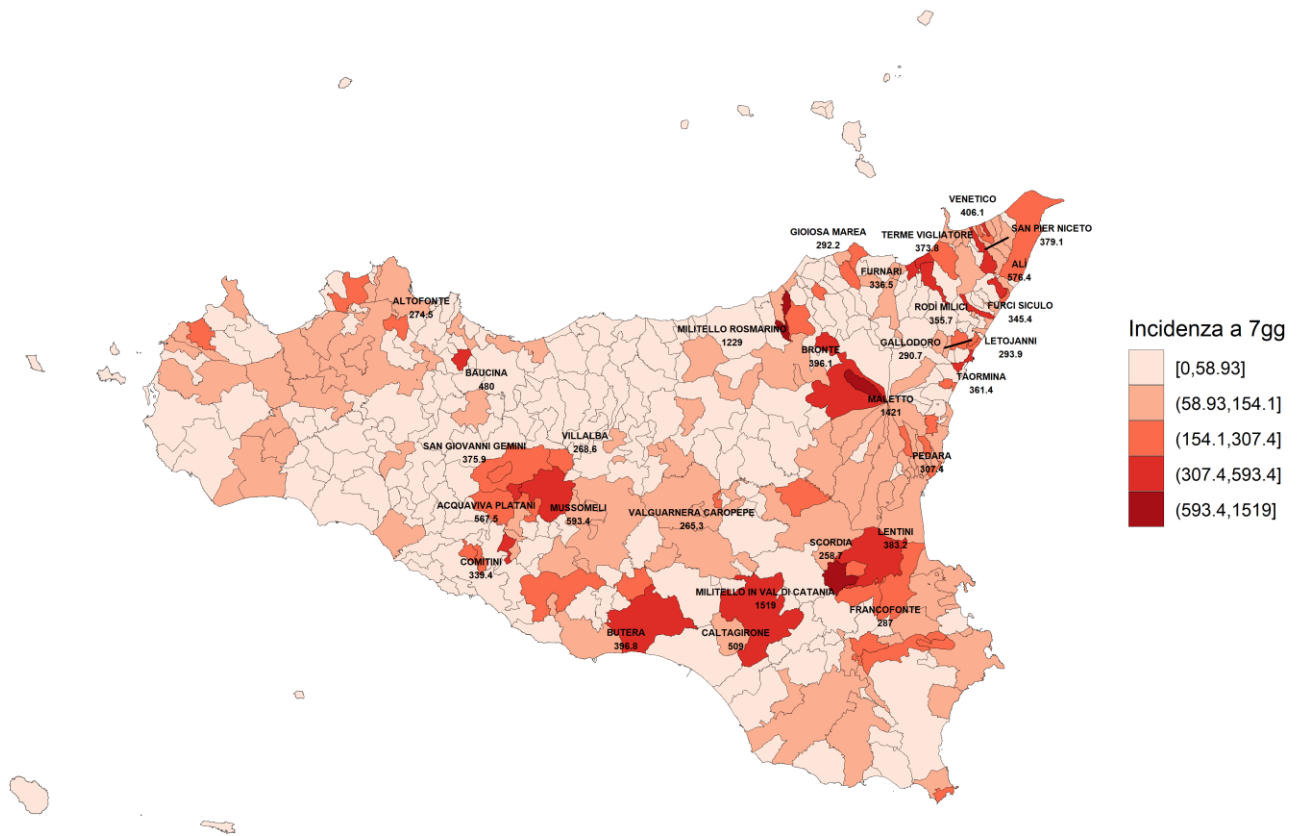 VENETICO
406.1
SAN PIER NICETO
379.1
GIOIOSA MAREA
292.2
TERME VIGLIATORE
373.8
ALÌ
576.4
FURNARI
336.5
RODÌ MILICI
355.7
FURCI SICULO
345.4
ALTOFONTE
274.5
MILITELLO ROSMARINO
1229
GALLODORO
290.7
LETOJANNI
293.9
BRONTE
396.1
BAUCINA
480
TAORMINA
361.4
MALETTO
1421
VILLALBA
268.6
SAN GIOVANNI GEMINI
375.9
PEDARA
307.4
ACQUAVIVA PLATANI
567.5
MUSSOMELI
593.4
VALGUARNERA CAROPEPE
265.3
LENTINI
383.2
SCORDIA
258.7
COMITINI
339.4
MILITELLO IN VAL DI CATANIA
1519
FRANCOFONTE
287
BUTERA
396.8
CALTAGIRONE
509
Incidenza a 7gg
[0,58.93]
(58.93,154.1]
(154.1,307.4]
(307.4,593.4]
(593.4,1519]